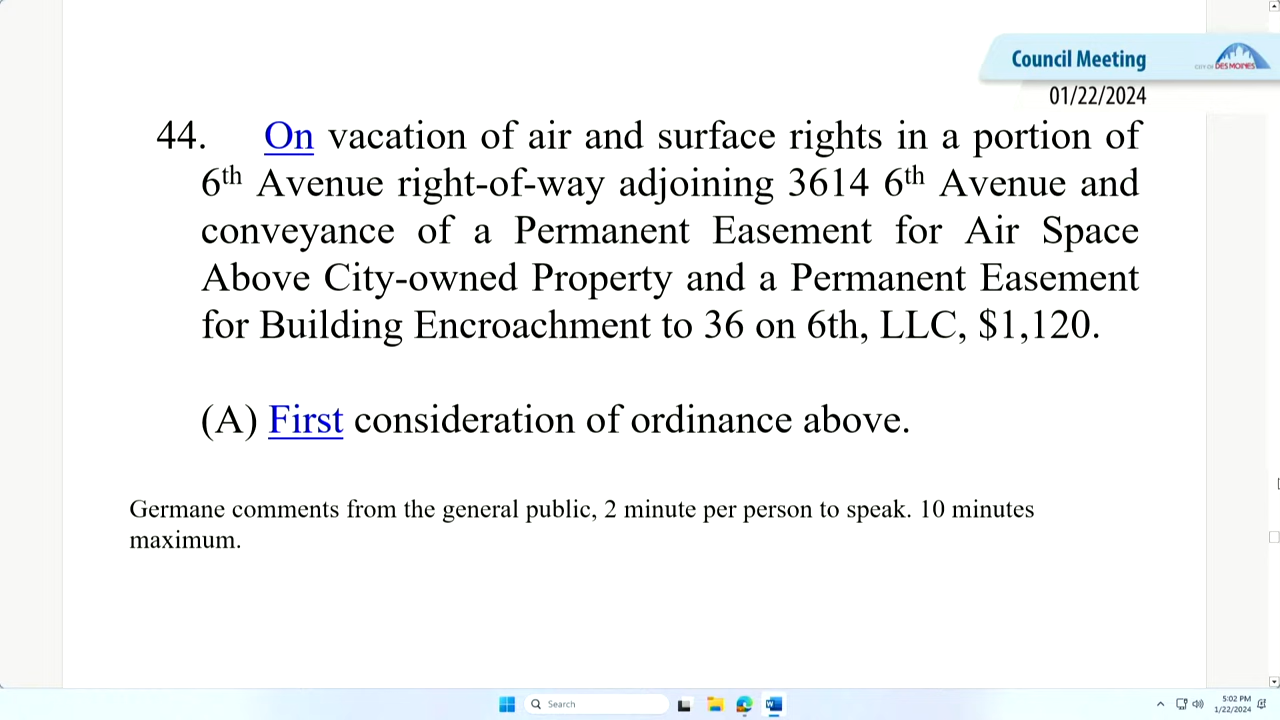 Council Meeting
CITY OF DES MOINES
01/22/2024
44. On vacation of air and surface rights in a portion of
6th Avenue right-of-way adjoining 3614 6th Avenue and
conveyance of a Permanent Easement for Air Space
Above City-owned Property and a Permanent Easement
for Building Encroachment to 36 on 6th, LLC, $1,120.
(A) First consideration of ordinance above.
Germane comments from the general public, 2 minute per person to speak. 10 minutes
maximum.
Search
5:02 PM
1/22/2024